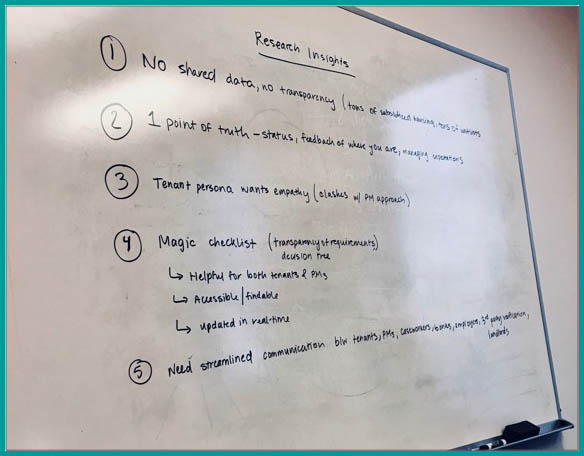 Research Insights
① No shared data, no transparency (tons of subsidized housing, tons of
② 1 point of truth – status, feedback of where you are, managing expectations
③ Tenant persona wants empathy (clashes w/ PM approach)
④ Magic checklist (transparency of requirements)
decision tree
↳ Helpful for both tenants & PMs
↳ Accessible/findable
↳ updated in real-time
⑤ Need streamlined communication b/w tenants, PMs, caseworkers, banks, employers, 3rd party verification,
landlords